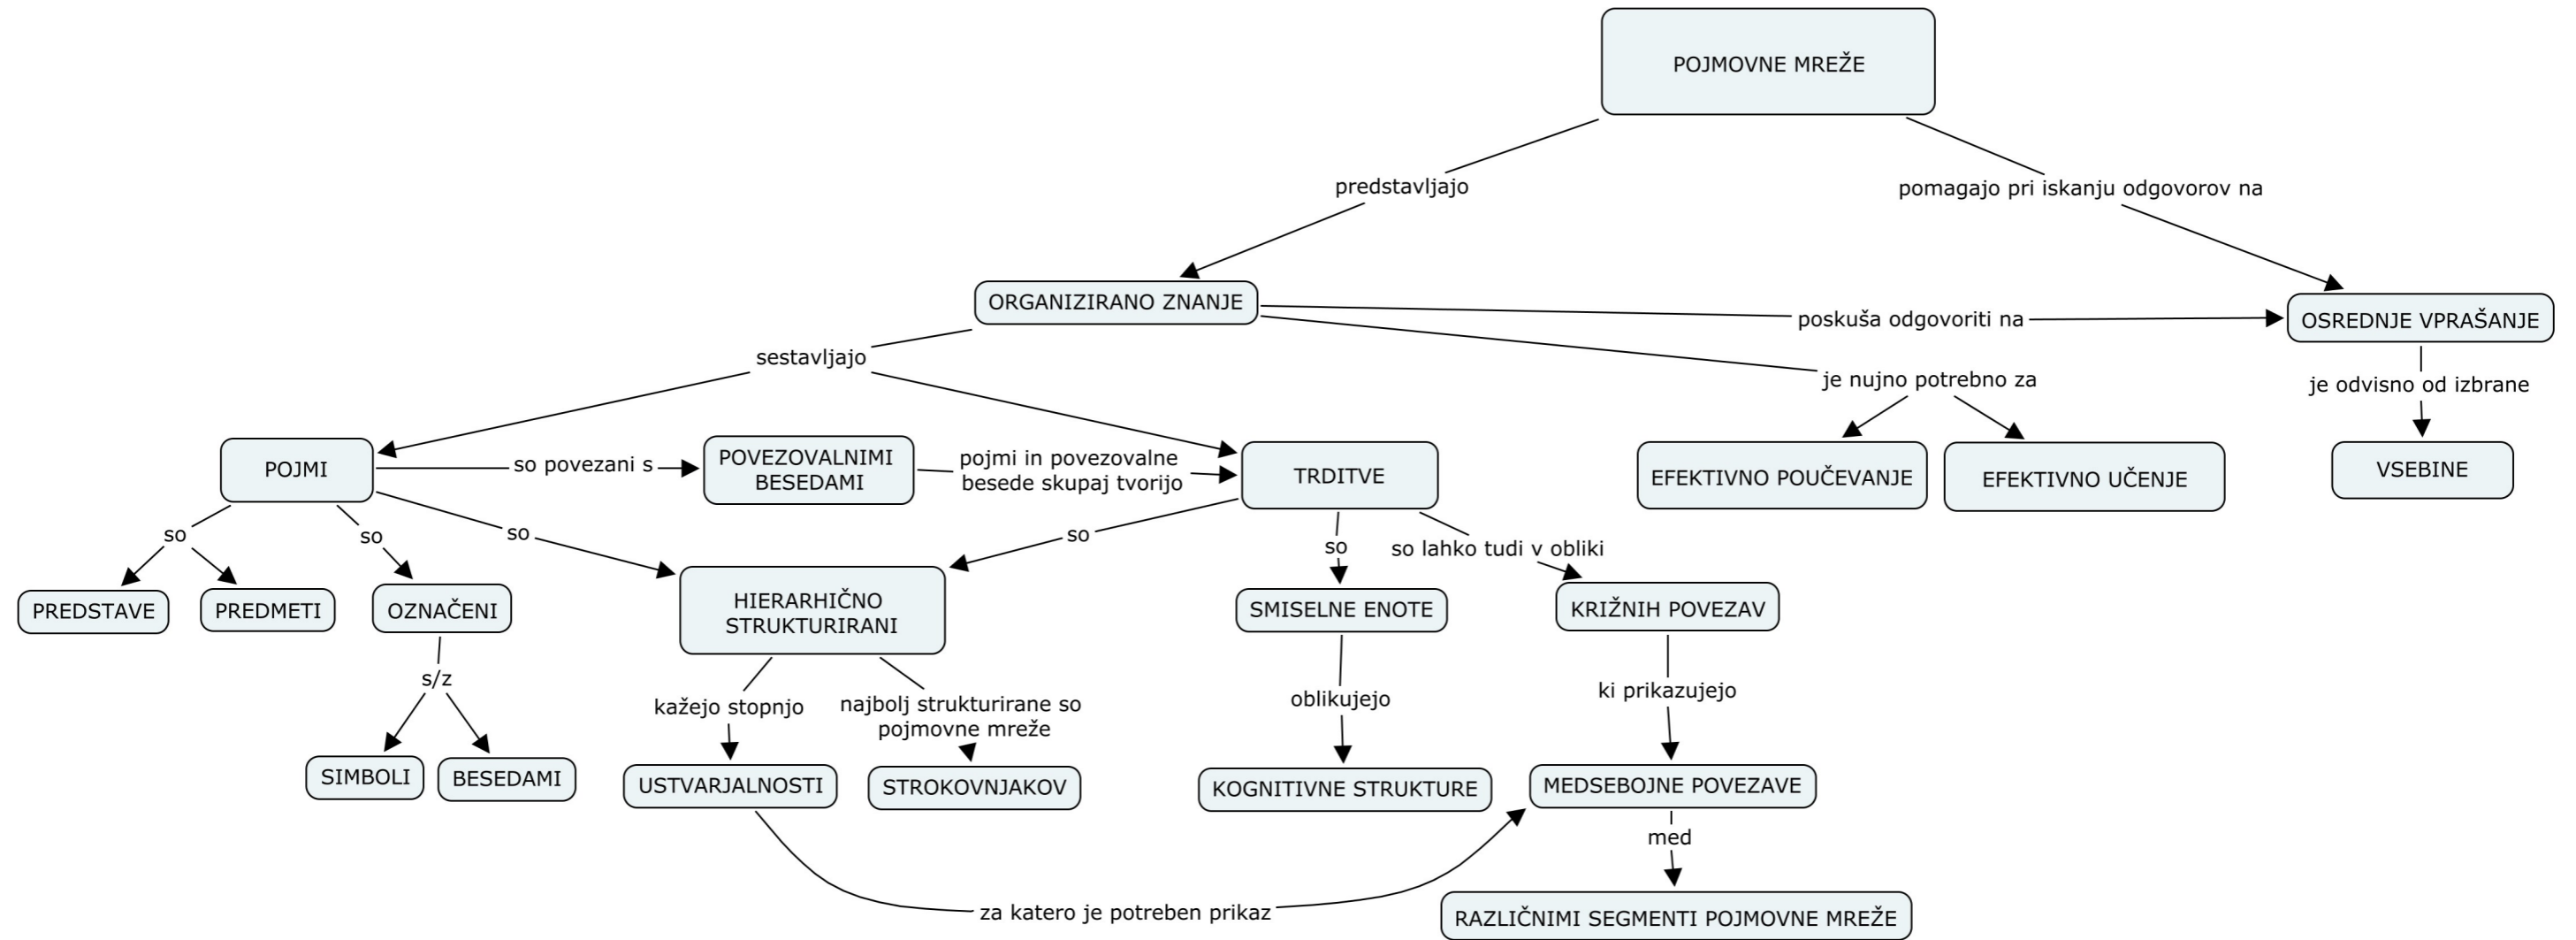 POJMOVNE MREŽE
predstavljajo
pomagajo pri iskanju odgovorov na
ORGANIZIRANO ZNANJE
poskuša odgovoriti na
OSREDNJE VPRAŠANJE
sestavljajo
je nujno potrebno za
je odvisno od izbrane
POJMI
so povezani s
POVEZOVALNIMI
BESEDAMI
pojmi in povezovalne
besede skupaj tvorijo
TRDITVE
EFEKTIVNO POUČEVANJE
EFEKTIVNO UČENJE
VSEBINE
so
so
so
so
so
so lahko tudi v obliki
PREDSTAVE
PREDMETI
OZNAČENI
HIERARHIČNO
STRUKTURIRANI
SMISELNE ENOTE
KRIŽNIH POVEZAV
s/z
kažejo stopnjo
najbolj strukturirane so
pojmovne mreže
oblikujejo
ki prikazujejo
SIMBOLI
BESEDAMI
USTVARJALNOSTI
STROKOVNJAKOV
KOGNITIVNE STRUKTURE
MEDSEBOJNE POVEZAVE
med
za katero je potreben prikaz
RAZLIČNIMI SEGMENTI POJMOVNE MREŽE